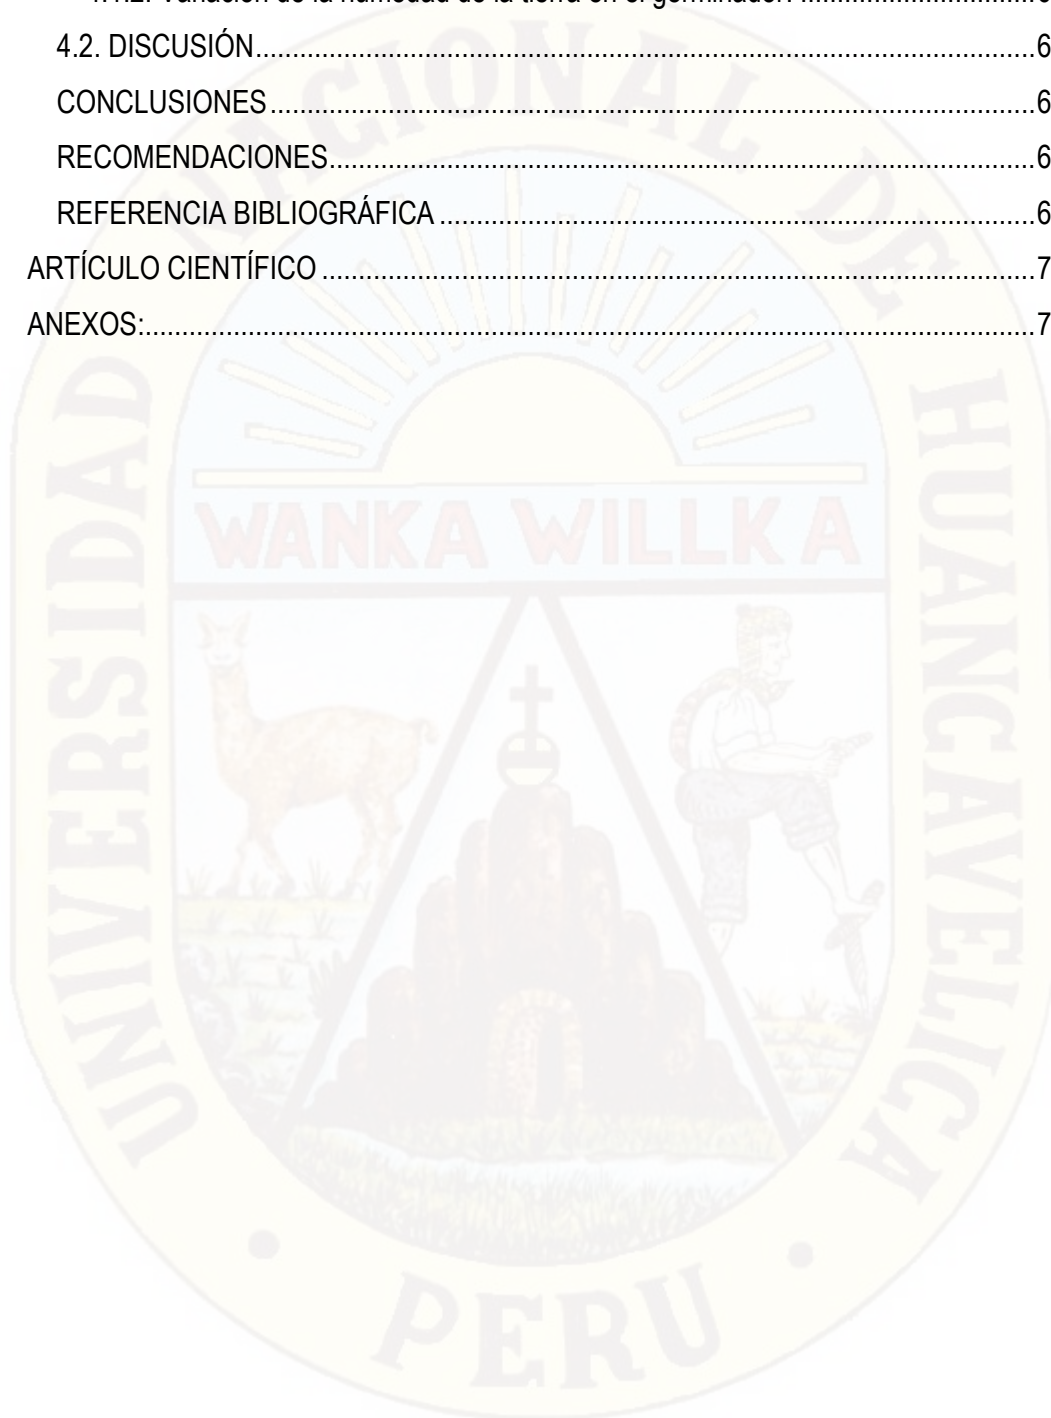 4.2. DISCUSIÓN 6
CONCLUSIONES 6
RECOMENDACIONES 6
REFERENCIA BIBLIOGRÁFICA 6
ARTÍCULO CIENTÍFICO 7
ANEXOS: 7
UNIVERSIDAD NACIONAL DE HUANCAVELICA
WANKA WILLKA
• PERU •